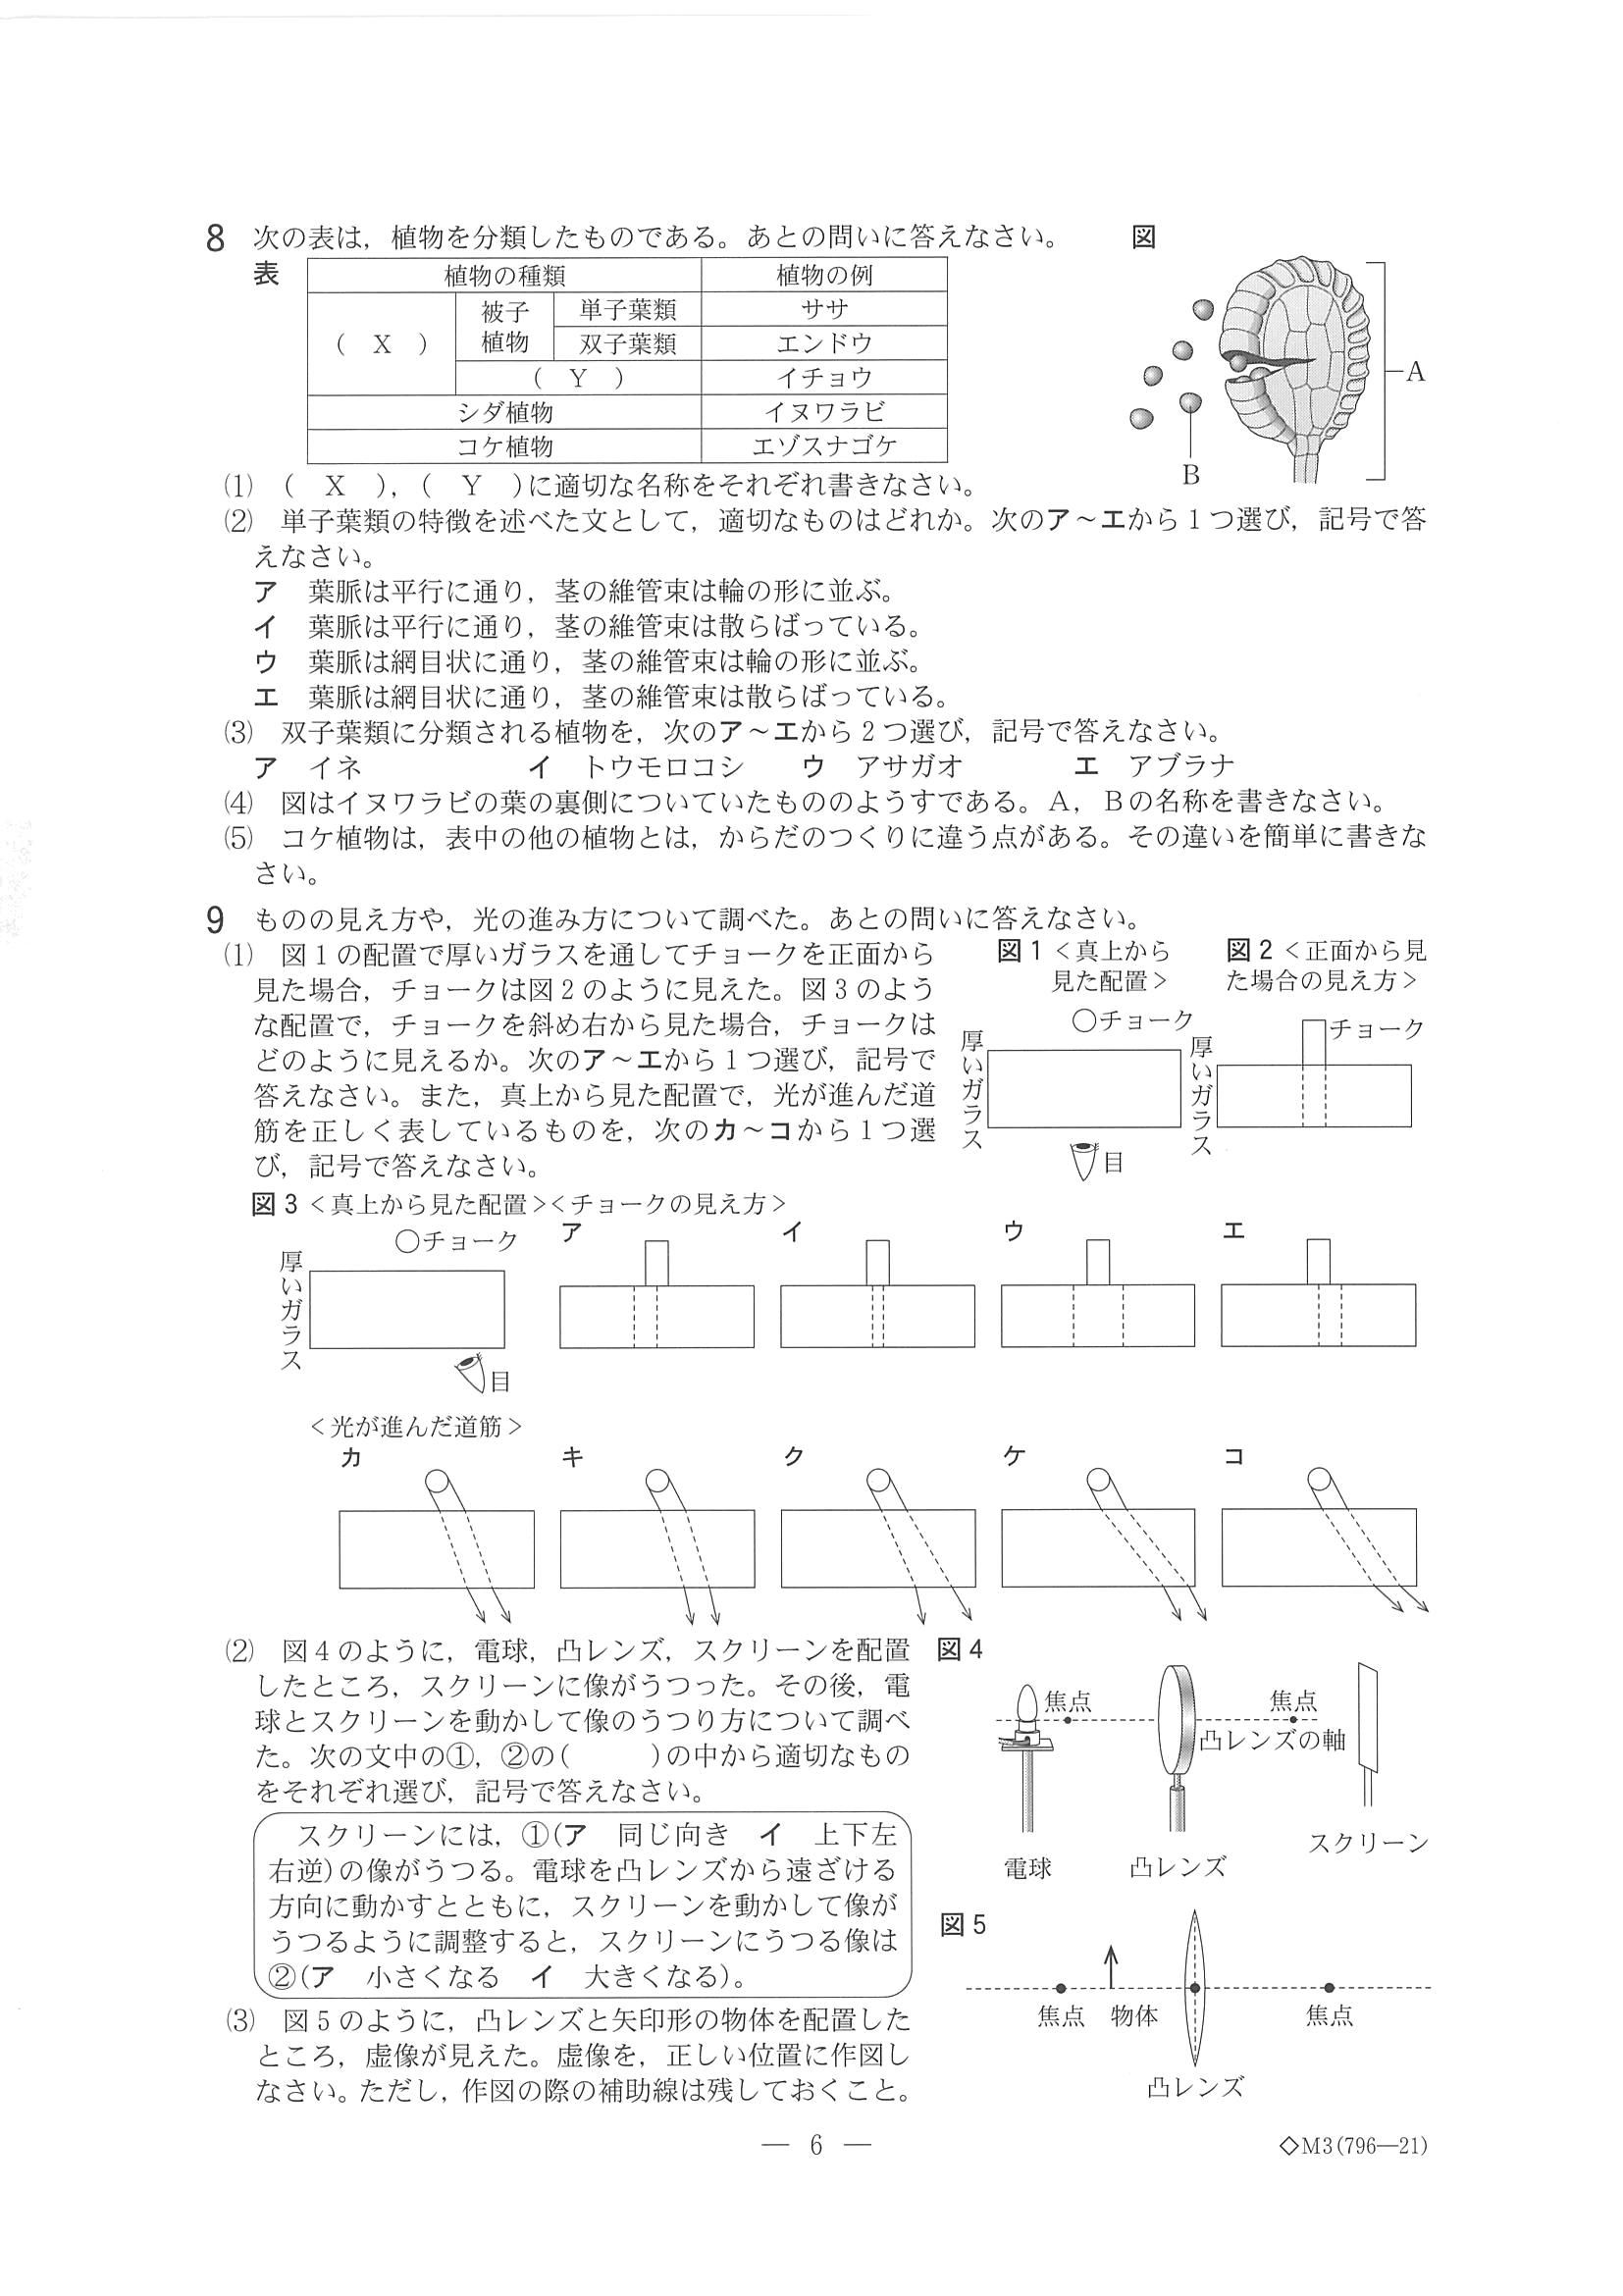 8 次の表は，植物を分類したものである。あとの問いに答えなさい。
図
表
植物の種類 植物の例
( X ) 被子植物 単子葉類 ササ
双子葉類 エンドウ
( Y ) イチョウ
シダ植物 イヌワラビ
コケ植物 エゾスナゴケ
A
B
⑴ ( X )，( Y )に適切な名称をそれぞれ書きなさい。
⑵ 単子葉類の特徴を述べた文として，適切なものはどれか。次のア～エから1つ選び，記号で答
えなさい。
ア 葉脈は平行に通り，茎の維管束は輪の形に並ぶ。
イ 葉脈は平行に通り，茎の維管束は散らばっている。
ウ 葉脈は網目状に通り，茎の維管束は輪の形に並ぶ。
エ 葉脈は網目状に通り，茎の維管束は散らばっている。
⑶ 双子葉類に分類される植物を，次のア～エから2つ選び，記号で答えなさい。
ア イネ イ トウモロコシ ウ アサガオ エ アブラナ
⑷ 図はイヌワラビの葉の裏側についていたもののようすである。A，Bの名称を書きなさい。
⑸ コケ植物は，表中の他の植物とは，からだのつくりに違う点がある。その違いを簡単に書きな
さい。
9 ものの見え方や，光の進み方について調べた。あとの問いに答えなさい。
⑴ 図1の配置で厚いガラスを通してチョークを正面から
見た場合，チョークは図2のように見えた。図3のよう
な配置で，チョークを斜め右から見た場合，チョークは
どのように見えるか。次のア～エから1つ選び，記号で
答えなさい。また，真上から見た配置で，光が進んだ道
筋を正しく表しているものを，次のカ～コから1つ選
び，記号で答えなさい。
図1＜真上から
見た配置＞
チョーク
厚いガラス
目
図2＜正面から見
た場合の見え方＞
チョーク
厚いガラス
図3＜真上から見た配置＞＜チョークの見え方＞
チョーク
厚いガラス
目
ア イ ウ エ
＜光が進んだ道筋＞
カ キ ク ケ コ
⑵ 図4のように，電球，凸レンズ，スクリーンを配置
したところ，スクリーンに像がうつった。その後，電
球とスクリーンを動かして像のうつり方について調べ
た。次の文中の①，②の( )の中から適切なもの
をそれぞれ選び，記号で答えなさい。
スクリーンには，①(ア 同じ向き イ 上下左
右逆)の像がうつる。電球を凸レンズから遠ざける
方向に動かすとともに，スクリーンを動かして像が
うつるように調整すると，スクリーンにうつる像は
②(ア 小さくなる イ 大きくなる)。
図4
焦点 焦点
凸レンズの軸
スクリーン
電球 凸レンズ
⑶ 図5のように，凸レンズと矢印形の物体を配置した
ところ，虚像が見えた。虚像を，正しい位置に作図し
なさい。ただし，作図の際の補助線は残しておくこと。
図5
焦点 物体 焦点
凸レンズ
— 6 —
◇M3(796—21)